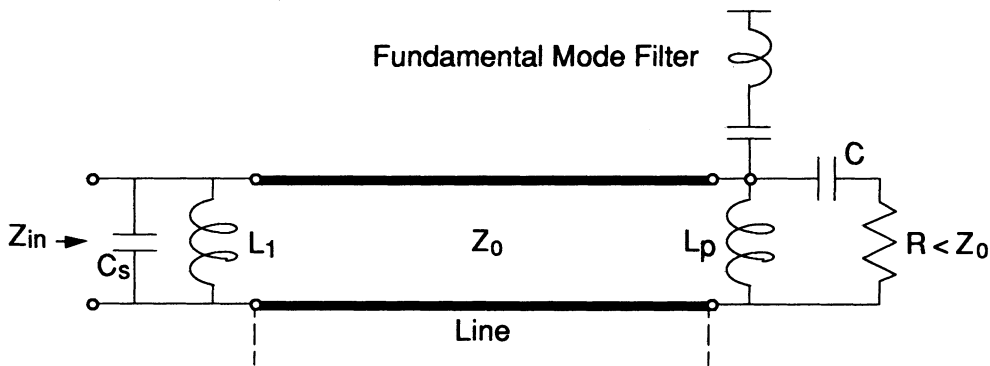 Fundamental Mode Filter
C
Zin
Cs
L1
Z0
Lp
R < Z0
Line